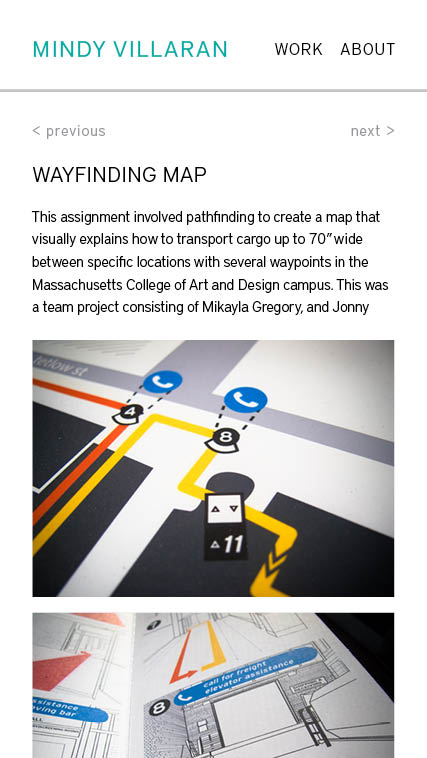 MINDY VILLARAN
WORK ABOUT
< previous
next >
WAYFINDING MAP
This assignment involved pathfinding to create a map that
visually explains how to transport cargo up to 70” wide
between specific locations with several waypoints in the
Massachusetts College of Art and Design campus. This was
a team project consisting of Mikayla Gregory, and Jonny
tetlow st
4
8
11
call for freight
elevator assistance
8